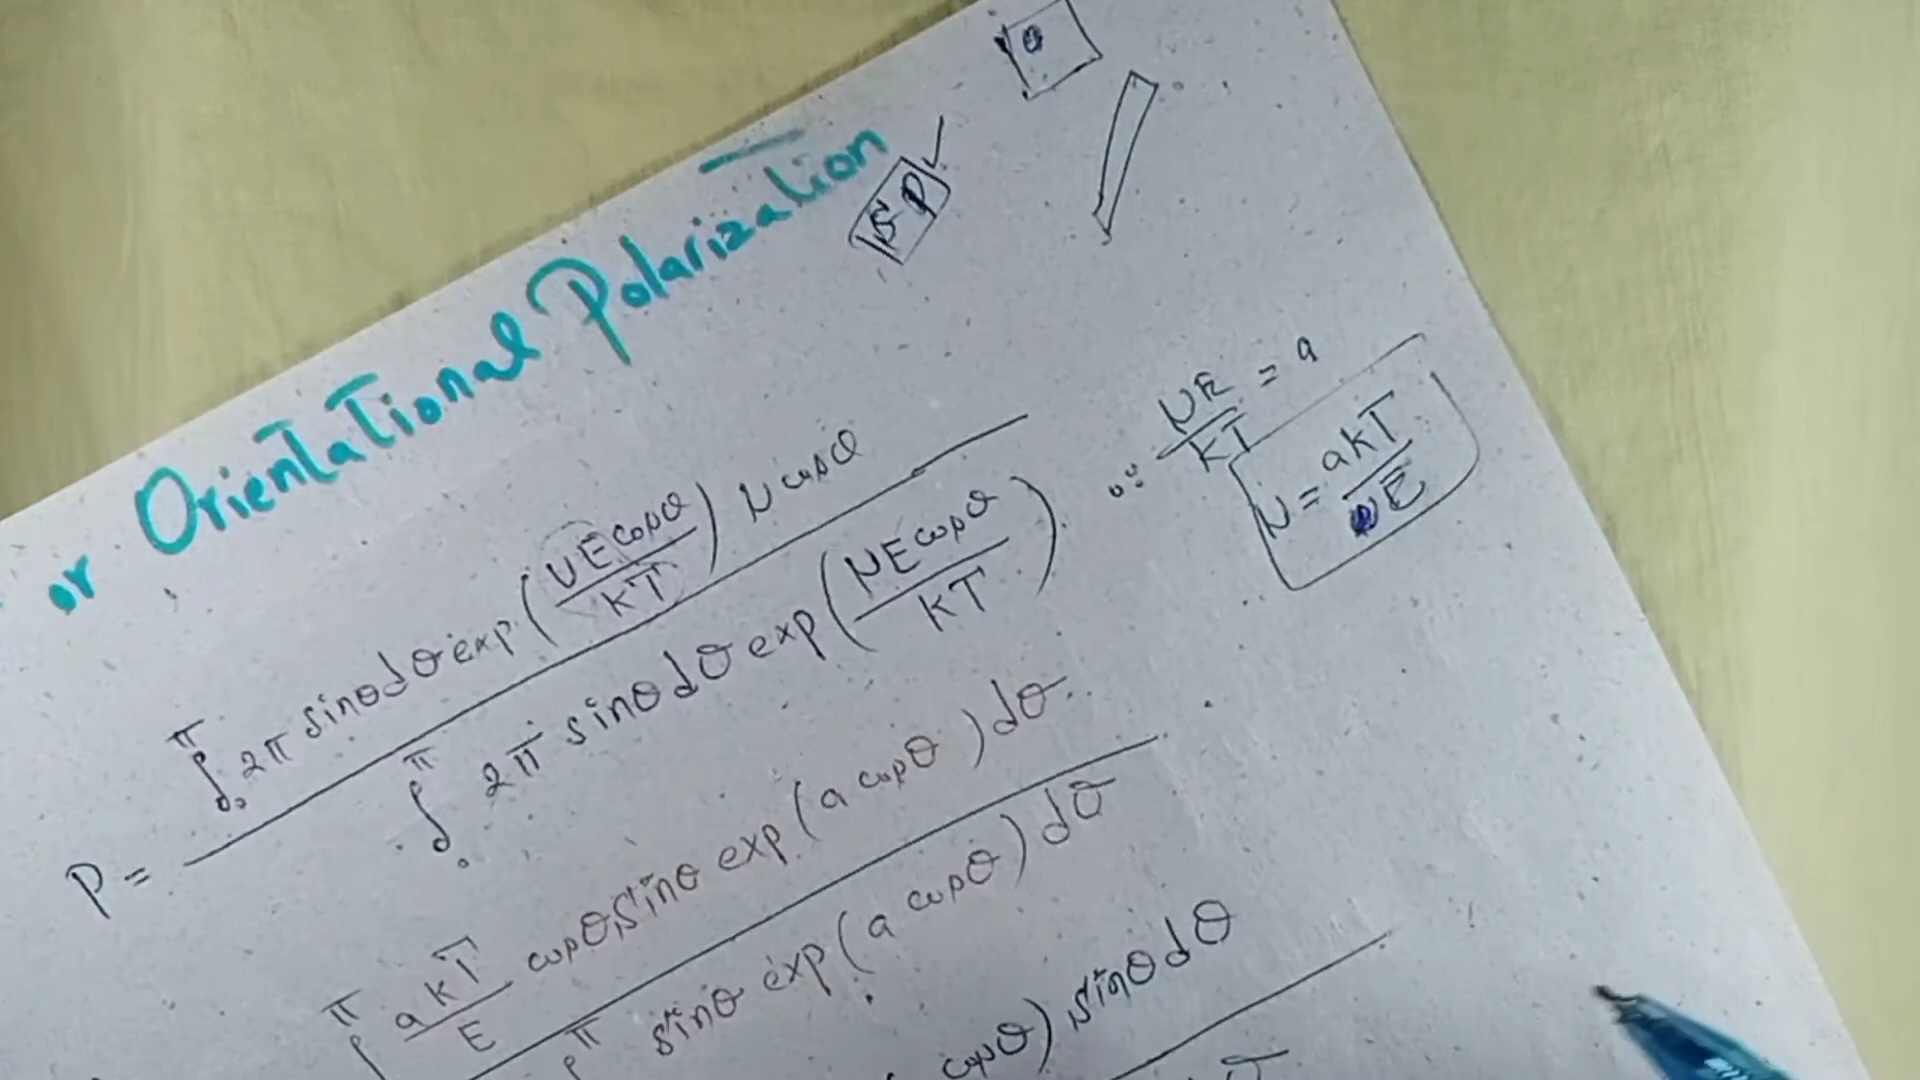 or Orientational Polarization
P = ∫₀^π 2π sinθ dθ exp(μE cosθ / kT) μ cosθ
∫₀^π 2π sinθ dθ exp(μE cosθ / kT)
∵ μE / kT = a
μ = akT / E
∫^π akT / E cosθ sinθ exp(a cosθ) dθ
∫^π sinθ exp(a cosθ) dθ
cosθ) sinθ dθ